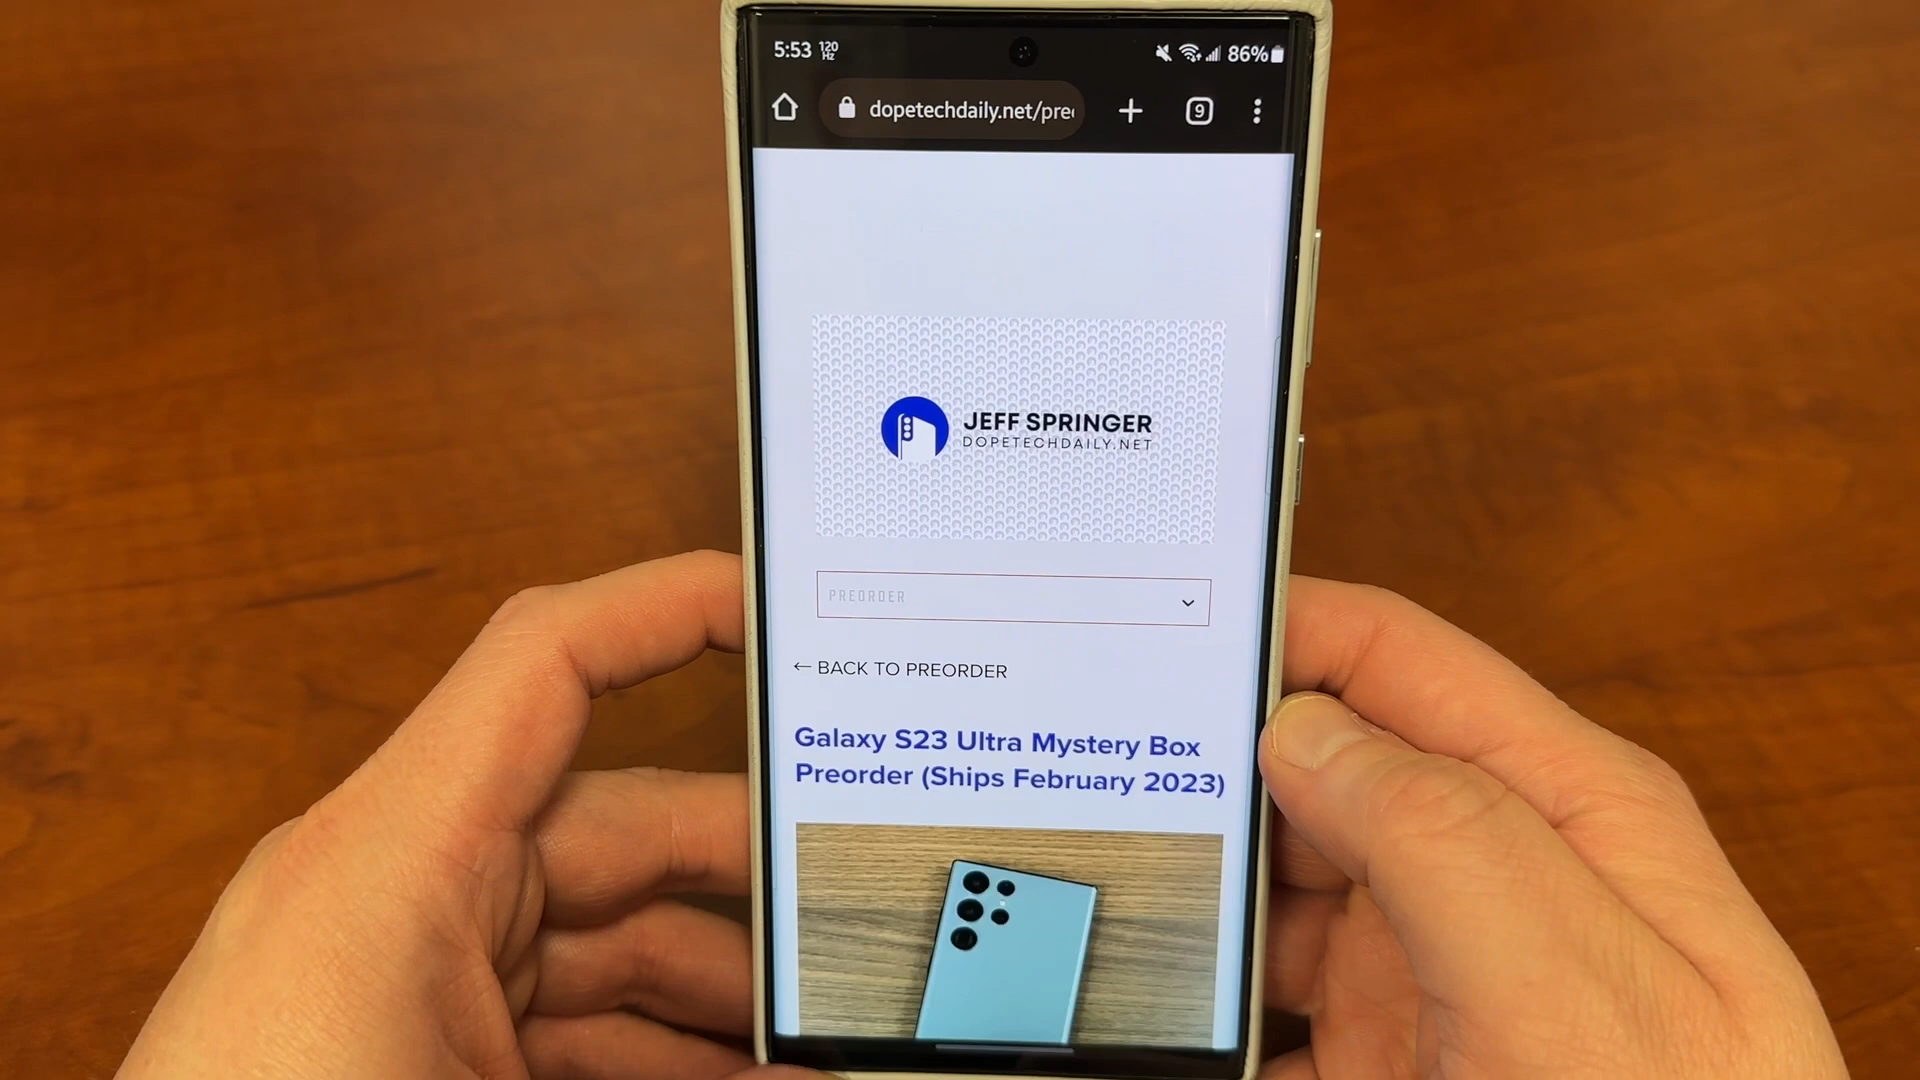 5:53 120 Hz 86%
dopetechdaily.net/pre
9
JEFF SPRINGER
DOPETECHDAILY.NET
PREORDER
← BACK TO PREORDER
Galaxy S23 Ultra Mystery Box
Preorder (Ships February 2023)